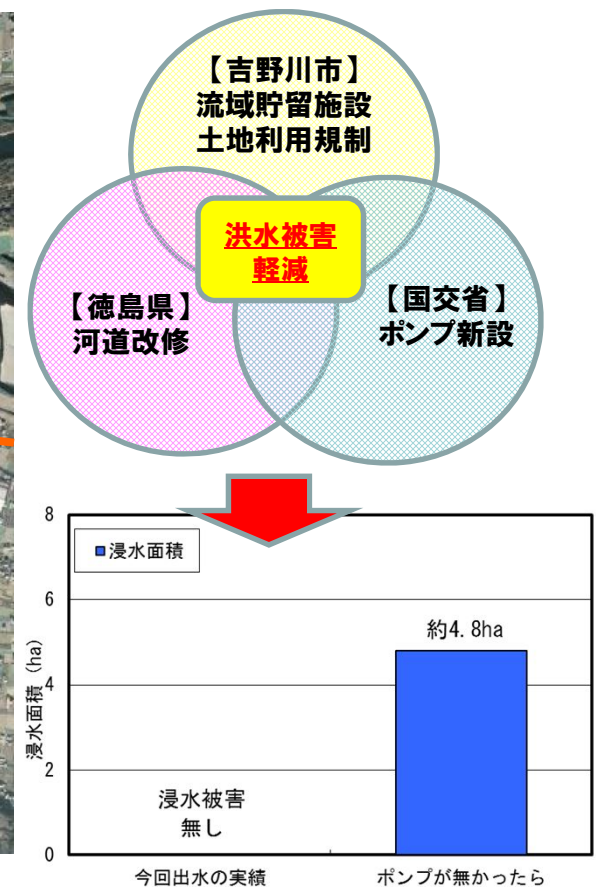 【吉野川市】
流域貯留施設
土地利用規制
洪水被害
軽減
【徳島県】
河道改修
【国交省】
ポンプ新設
8
6
4
2
0
浸水面積 (ha)
■浸水面積
約4.8ha
浸水被害
無し
今回出水の実績
ポンプが無かったら